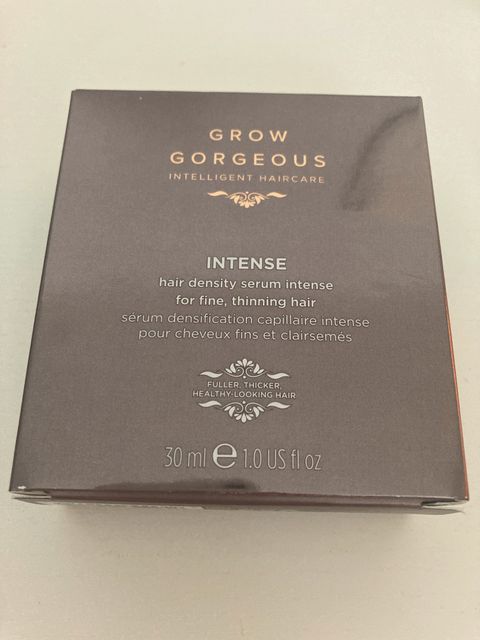 GROW
GORGEOUS
INTELLIGENT HAIRCARE
INTENSE
hair density serum intense
for fine, thinning hair
sérum densification capillaire intense
pour cheveux fins et clairsemés
FULLER, THICKER,
HEALTHY-LOOKING HAIR
30 ml ℮ 1.0 US fl oz